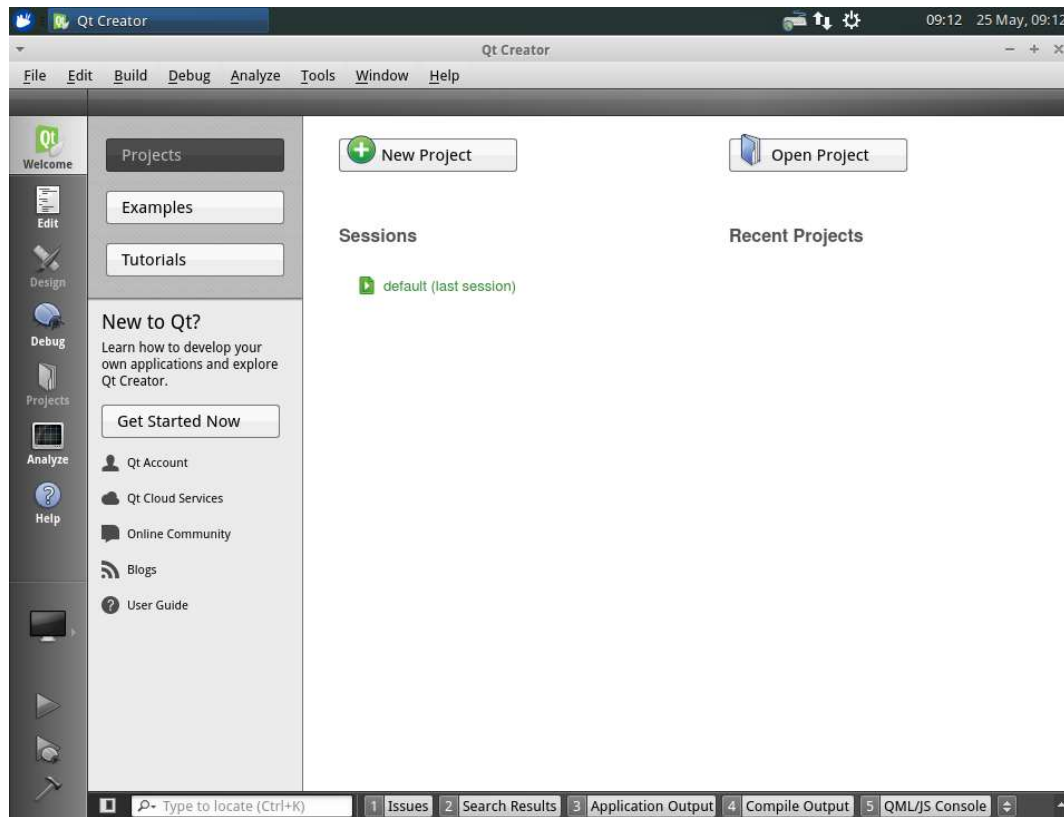 Qt Creator
09:12 25 May, 09:12
Qt Creator
File Edit Build Debug Analyze Tools Window Help
Qt
Welcome
Edit
Design
Debug
Projects
Analyze
Help
Projects
Examples
Tutorials
New to Qt?
Learn how to develop your
own applications and explore
Qt Creator.
Get Started Now
Qt Account
Qt Cloud Services
Online Community
Blogs
User Guide
New Project
Open Project
Sessions
Recent Projects
default (last session)
Type to locate (Ctrl+K)
1 Issues 2 Search Results 3 Application Output 4 Compile Output 5 QML/JS Console